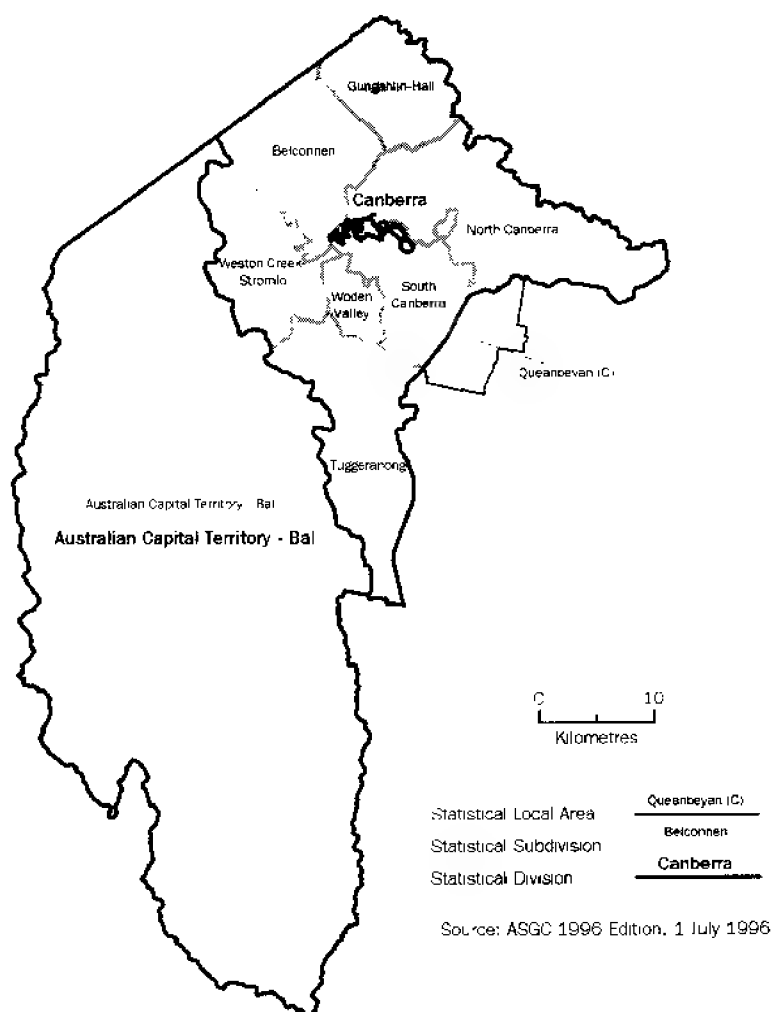 Gungahlin-Hall
Belconnen
Canberra
North Canberra
Weston Creek
Stromlo
South
Canberra
Woden
Valley
Queanbeyan (C)
Tuggeranong
Australian Capital Territory - Bal
Australian Capital Territory - Bal
0 10
Kilometres
Statistical Local Area Queanbeyan (C)
Statistical Subdivision Belconnen
Statistical Division Canberra
Source: ASGC 1996 Edition, 1 July 1996